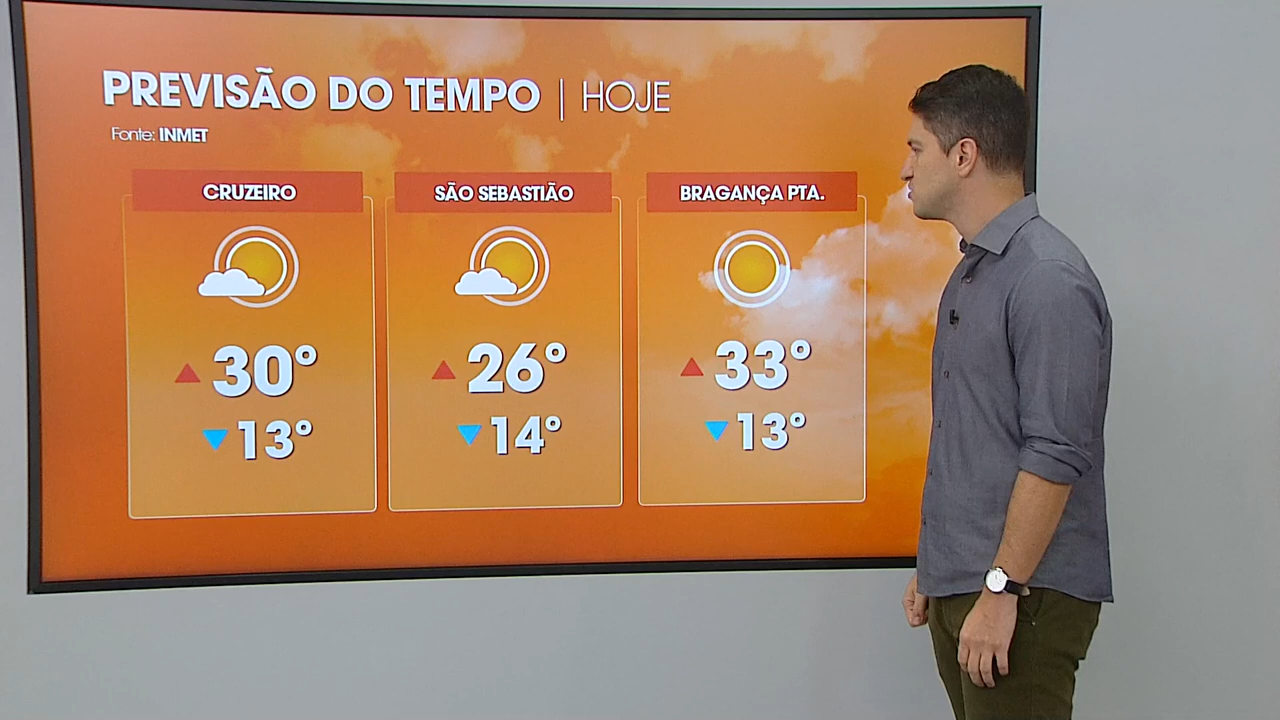 PREVISÃO DO TEMPO | HOJE
Fonte: INMET
CRUZEIRO
30°
13°
SÃO SEBASTIÃO
26°
14°
BRAGANÇA PTA.
33°
13°